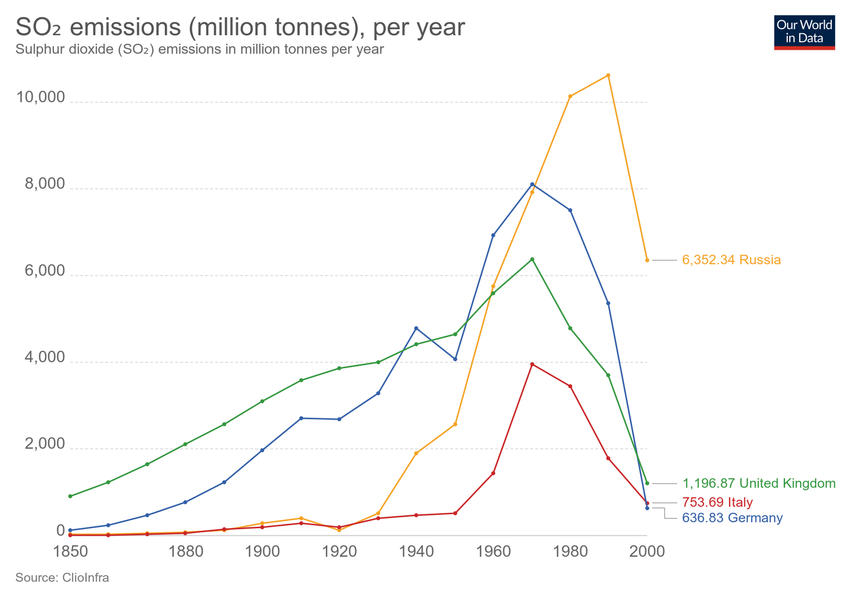 SO₂ emissions (million tonnes), per year
Sulphur dioxide (SO₂) emissions in million tonnes per year
Our World
in Data
10,000
8,000
6,000
4,000
2,000
0
1850
1880
1900
1920
1940
1960
1980
2000
6,352.34 Russia
1,196.87 United Kingdom
753.69 Italy
636.83 Germany
Source: ClioInfra